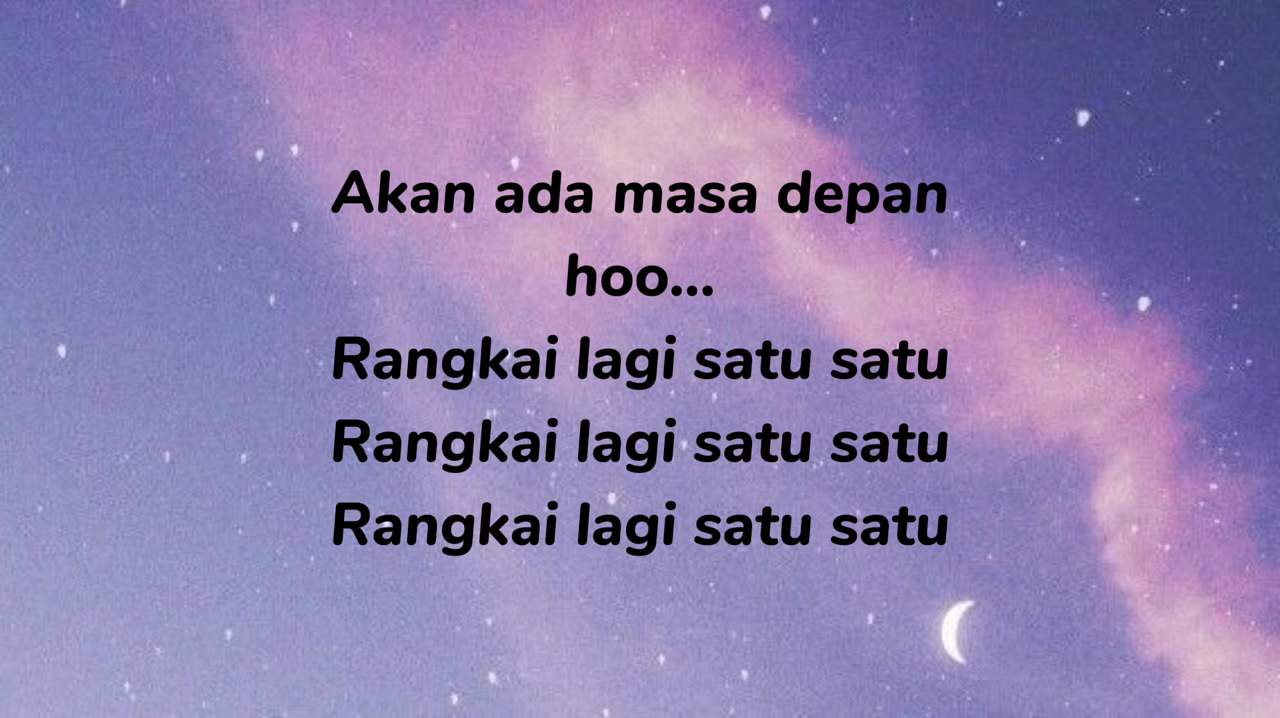 Akan ada masa depan
hoo...
Rangkai lagi satu satu
Rangkai lagi satu satu
Rangkai lagi satu satu